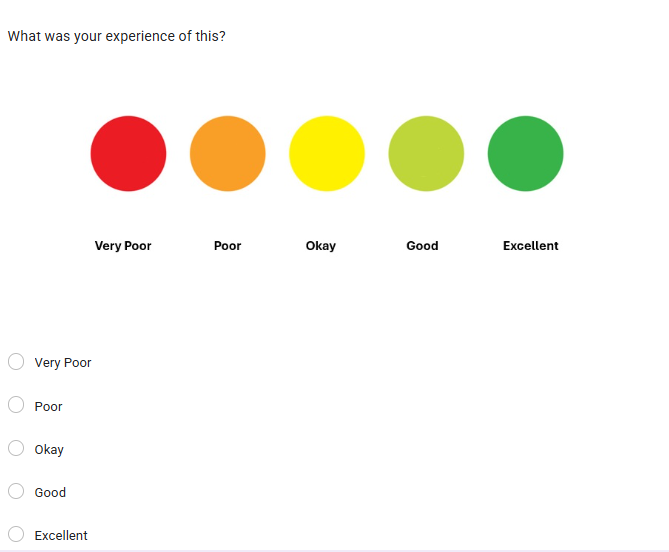 What was your experience of this?
Very Poor Poor Okay Good Excellent
Very Poor
Poor
Okay
Good
Excellent